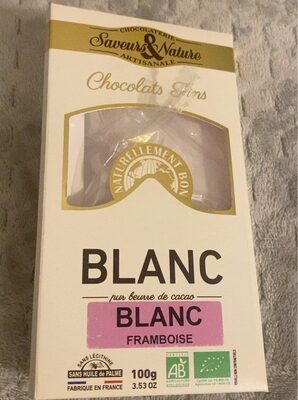 CHOCOLATERIE
Saveurs & Nature
ARTISANALE
Chocolats Fins
NATURELLEMENT BON
BLANC
pur beurre de cacao
BLANC
FRAMBOISE
SANS LÉCITHINE
SANS HUILE DE PALME
FABRIQUÉ EN FRANCE
100g
3.53 OZ
AB